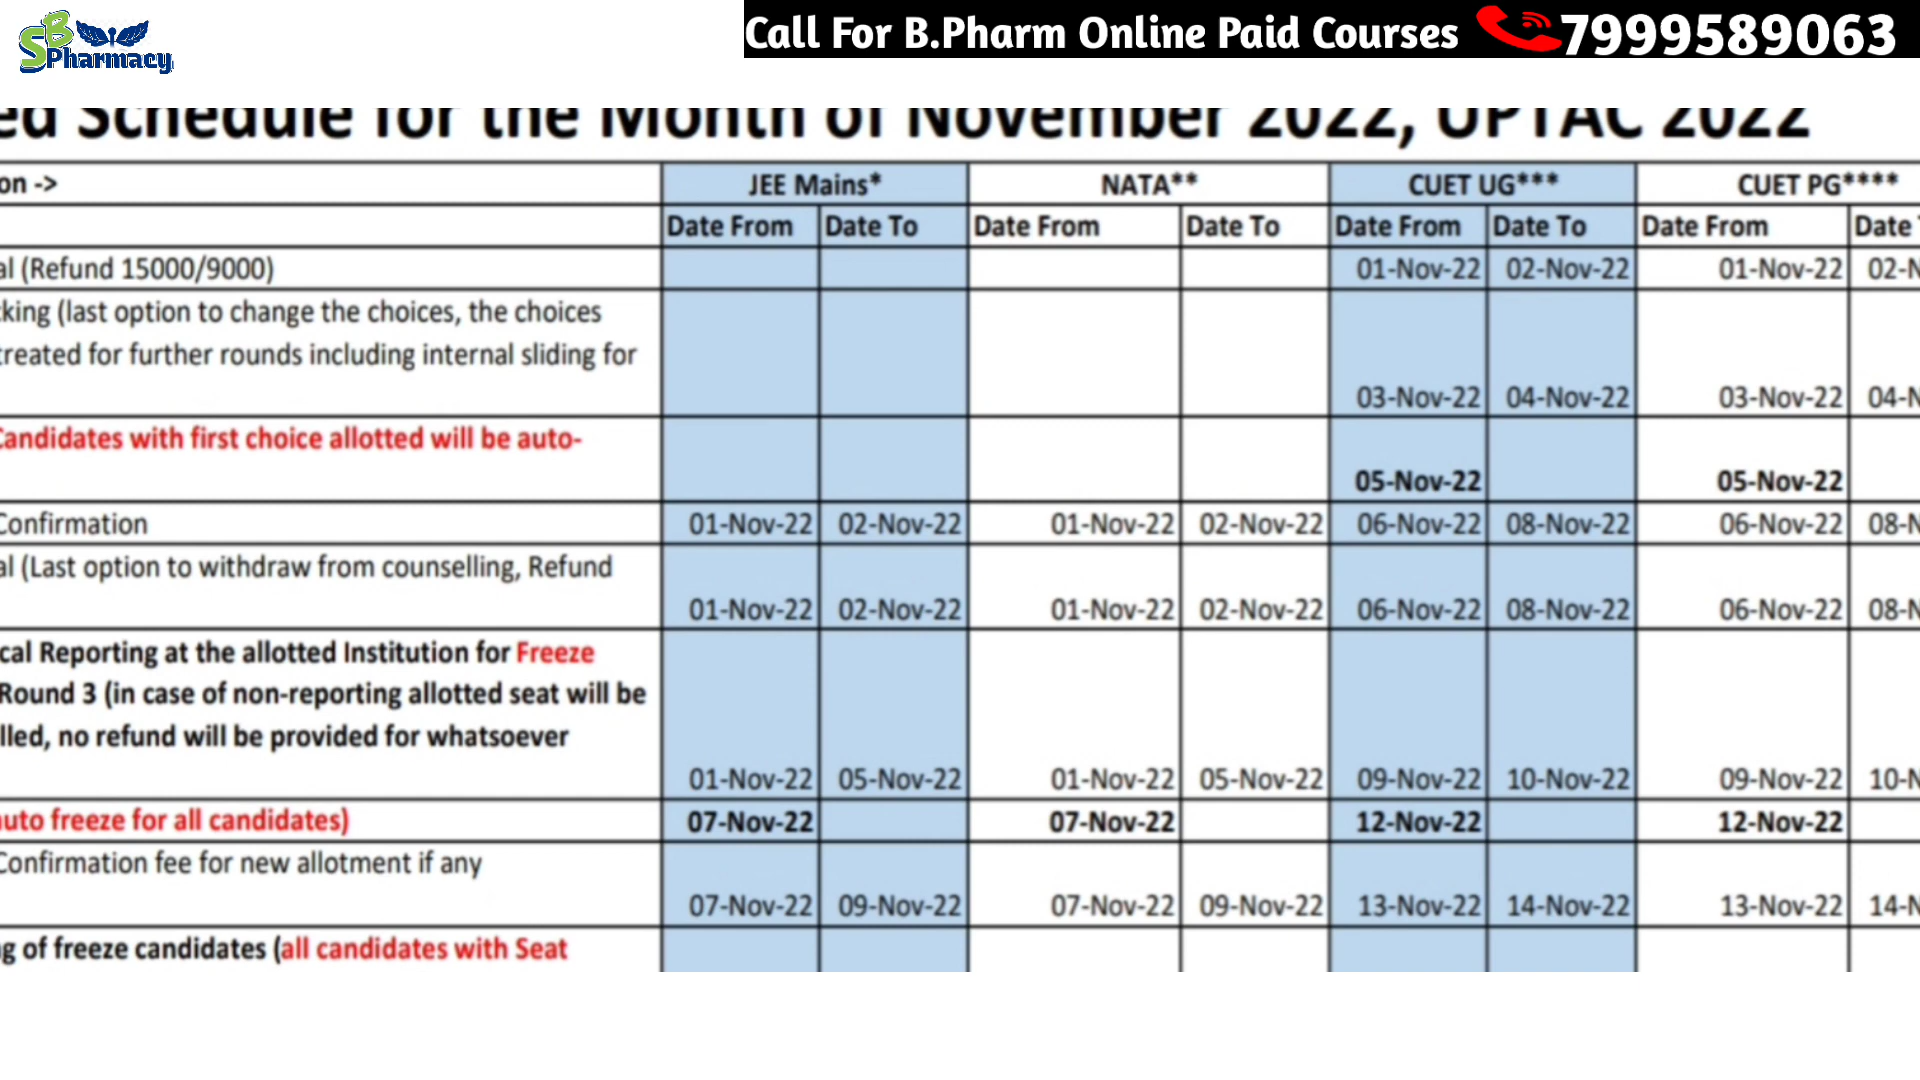 SB Pharmacy
Call For B.Pharm Online Paid Courses 7999589063
ed Schedule for the Month of November 2022, UPTAC 2022
on -> JEE Mains* NATA** CUET UG*** CUET PG****
Date From Date To Date From Date To Date From Date To Date From Date
al (Refund 15000/9000) 01-Nov-22 02-Nov-22 01-Nov-22 02-N
king (last option to change the choices, the choices
treated for further rounds including internal sliding for
03-Nov-22 04-Nov-22 03-Nov-22 04-N
Candidates with first choice allotted will be auto-
05-Nov-22 05-Nov-22
Confirmation 01-Nov-22 02-Nov-22 01-Nov-22 02-Nov-22 06-Nov-22 08-Nov-22 06-Nov-22 08-N
al (Last option to withdraw from counselling, Refund
01-Nov-22 02-Nov-22 01-Nov-22 02-Nov-22 06-Nov-22 08-Nov-22 06-Nov-22 08-N
cal Reporting at the allotted Institution for Freeze
Round 3 (in case of non-reporting allotted seat will be
lled, no refund will be provided for whatsoever
01-Nov-22 05-Nov-22 01-Nov-22 05-Nov-22 09-Nov-22 10-Nov-22 09-Nov-22 10-N
auto freeze for all candidates) 07-Nov-22 07-Nov-22 12-Nov-22 12-Nov-22
Confirmation fee for new allotment if any
07-Nov-22 09-Nov-22 07-Nov-22 09-Nov-22 13-Nov-22 14-Nov-22 13-Nov-22 14-N
g of freeze candidates (all candidates with Seat